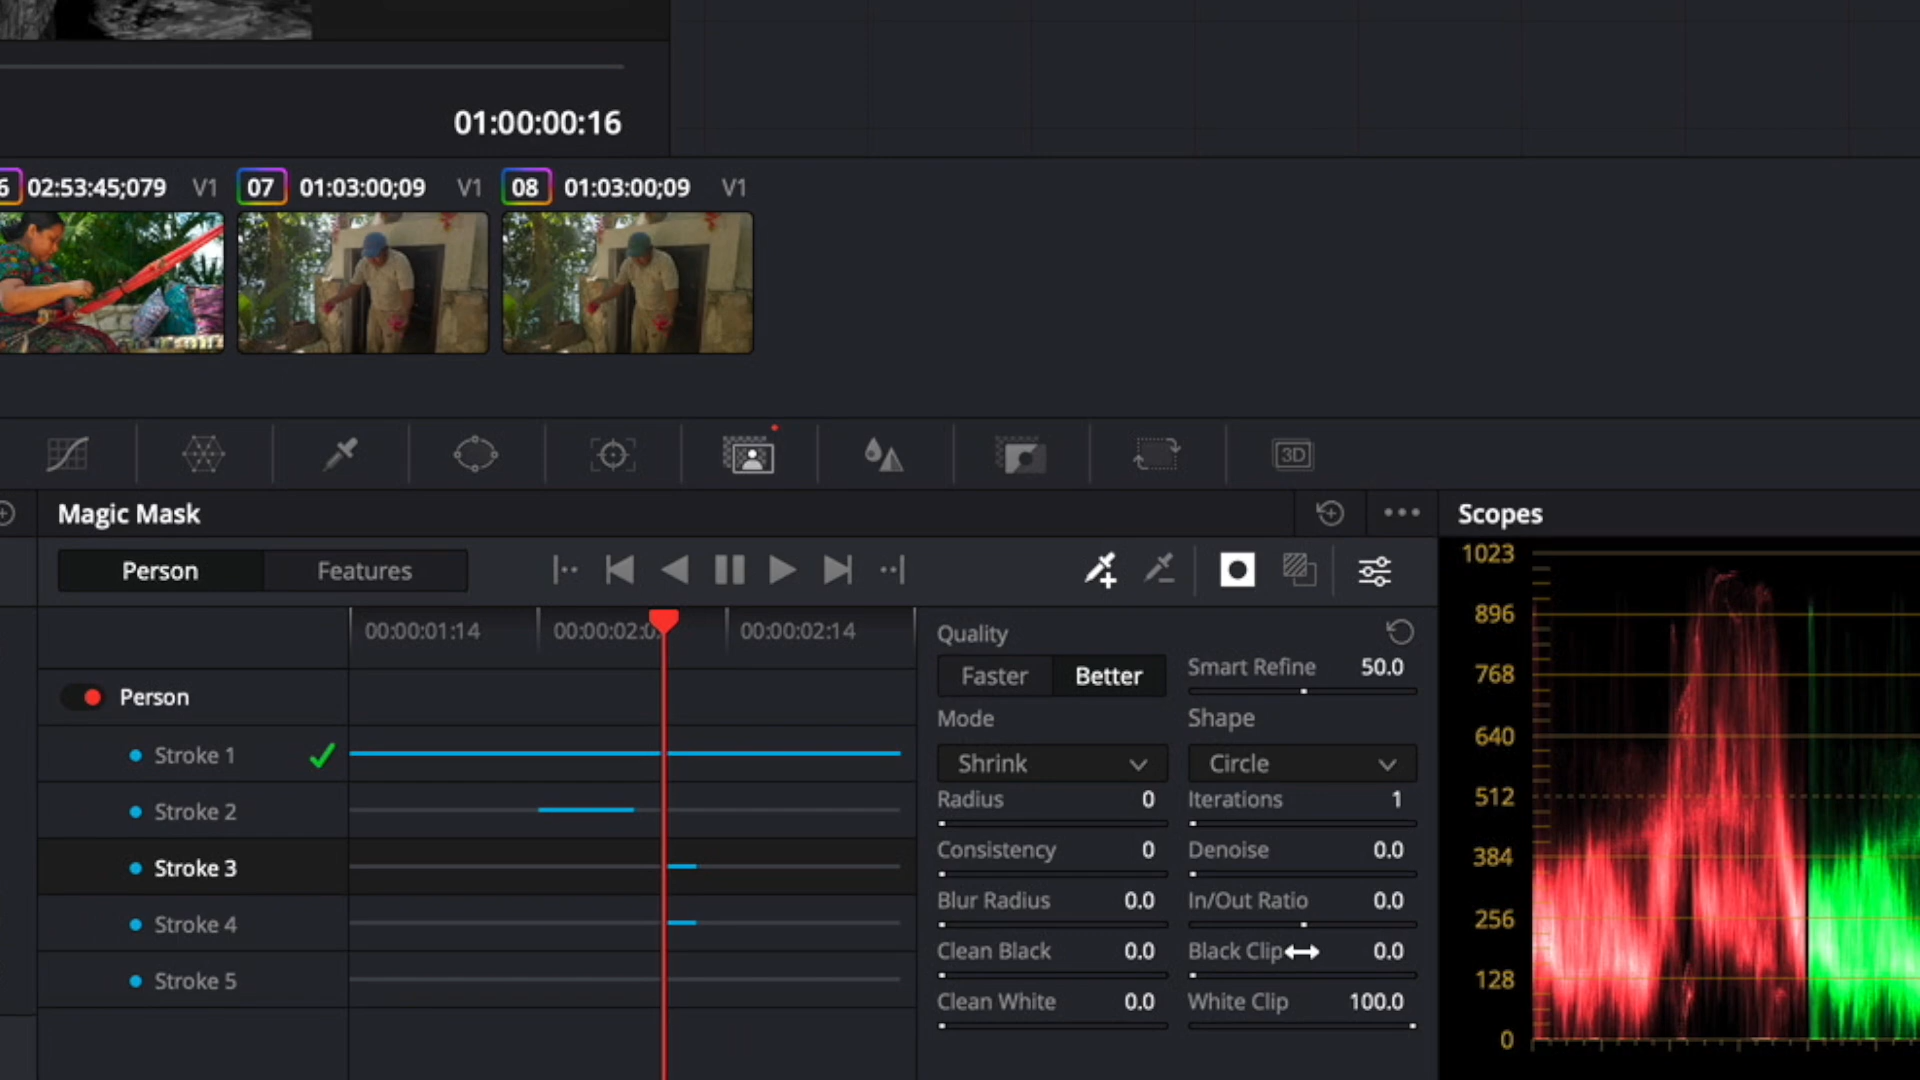 01:00:00:16
6 02:53:45;079 V1 07 01:03:00;09 V1 08 01:03:00;09 V1
3D
Magic Mask
Scopes
Person Features
00:00:01:14 00:00:02:14
Person
Stroke 1
Stroke 2
Stroke 3
Stroke 4
Stroke 5
Quality
Faster Better Smart Refine 50.0
Mode Shape
Shrink Circle
Radius 0 Iterations 1
Consistency 0 Denoise 0.0
Blur Radius 0.0 In/Out Ratio 0.0
Clean Black 0.0 Black Clip 0.0
Clean White 0.0 White Clip 100.0
1023
896
768
640
512
384
256
128
0